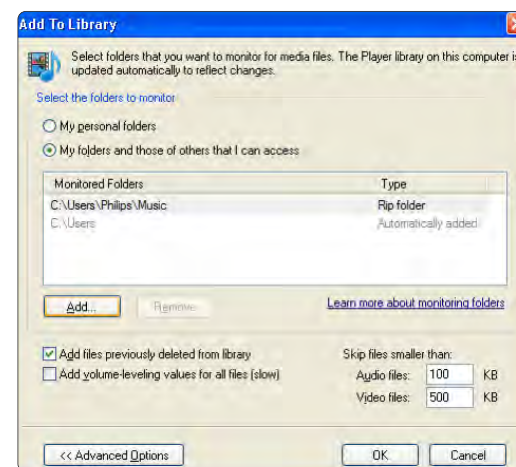 Add To Library
Select folders that you want to monitor for media files. The Player library on this computer is
updated automatically to reflect changes.
Select the folders to monitor
My personal folders
My folders and those of others that I can access
Monitored Folders Type
C:\Users\Philips\Music Rip folder
C:\Users Automatically added
Add... Remove
Learn more about monitoring folders
Add files previously deleted from library
Add volume-leveling values for all files (slow)
Skip files smaller than:
Audio files: 100 KB
Video files: 500 KB
<< Advanced Options OK Cancel